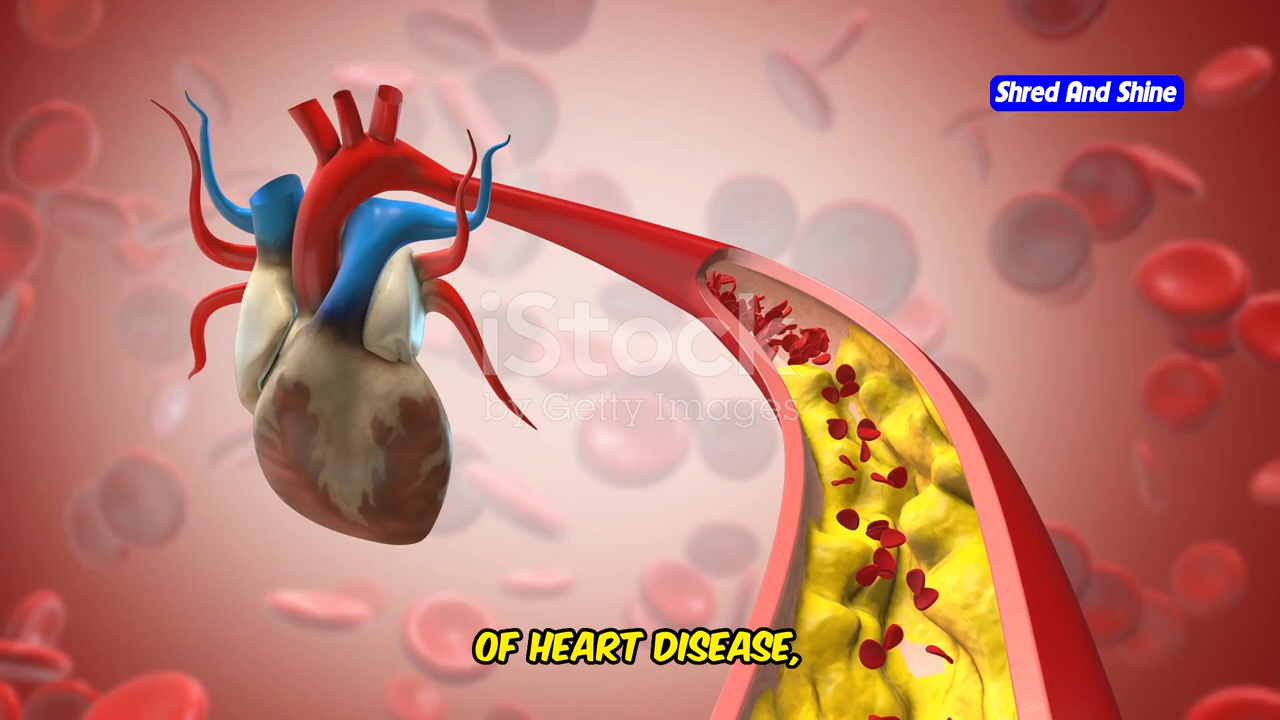 Shred And Shine
iStock
by Getty Images
OF HEART DISEASE,